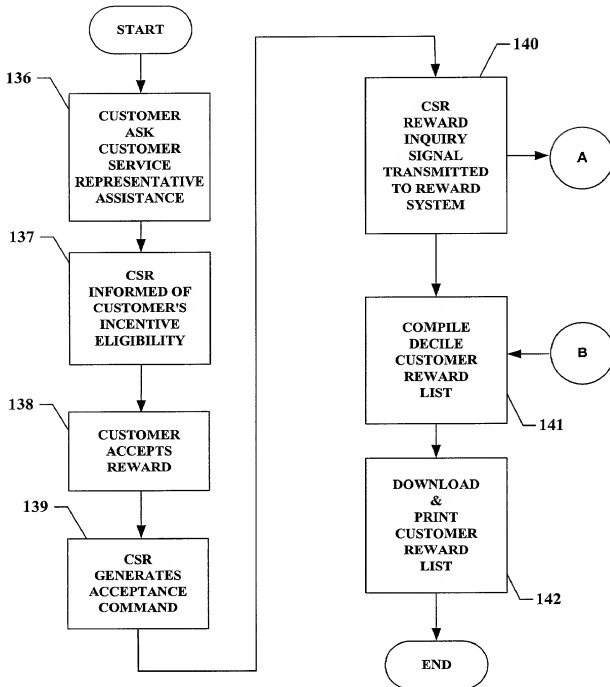 START
136
CUSTOMER
ASK
CUSTOMER
SERVICE
REPRESENTATIVE
ASSISTANCE
137
CSR
INFORMED OF
CUSTOMER'S
INCENTIVE
ELIGIBILITY
138
CUSTOMER
ACCEPTS
REWARD
139
CSR
GENERATES
ACCEPTANCE
COMMAND
140
CSR
REWARD
INQUIRY
SIGNAL
TRANSMITTED
TO REWARD
SYSTEM
A
COMPILE
DECILE
CUSTOMER
REWARD
LIST
B
141
DOWNLOAD
&
PRINT
CUSTOMER
REWARD
LIST
142
END